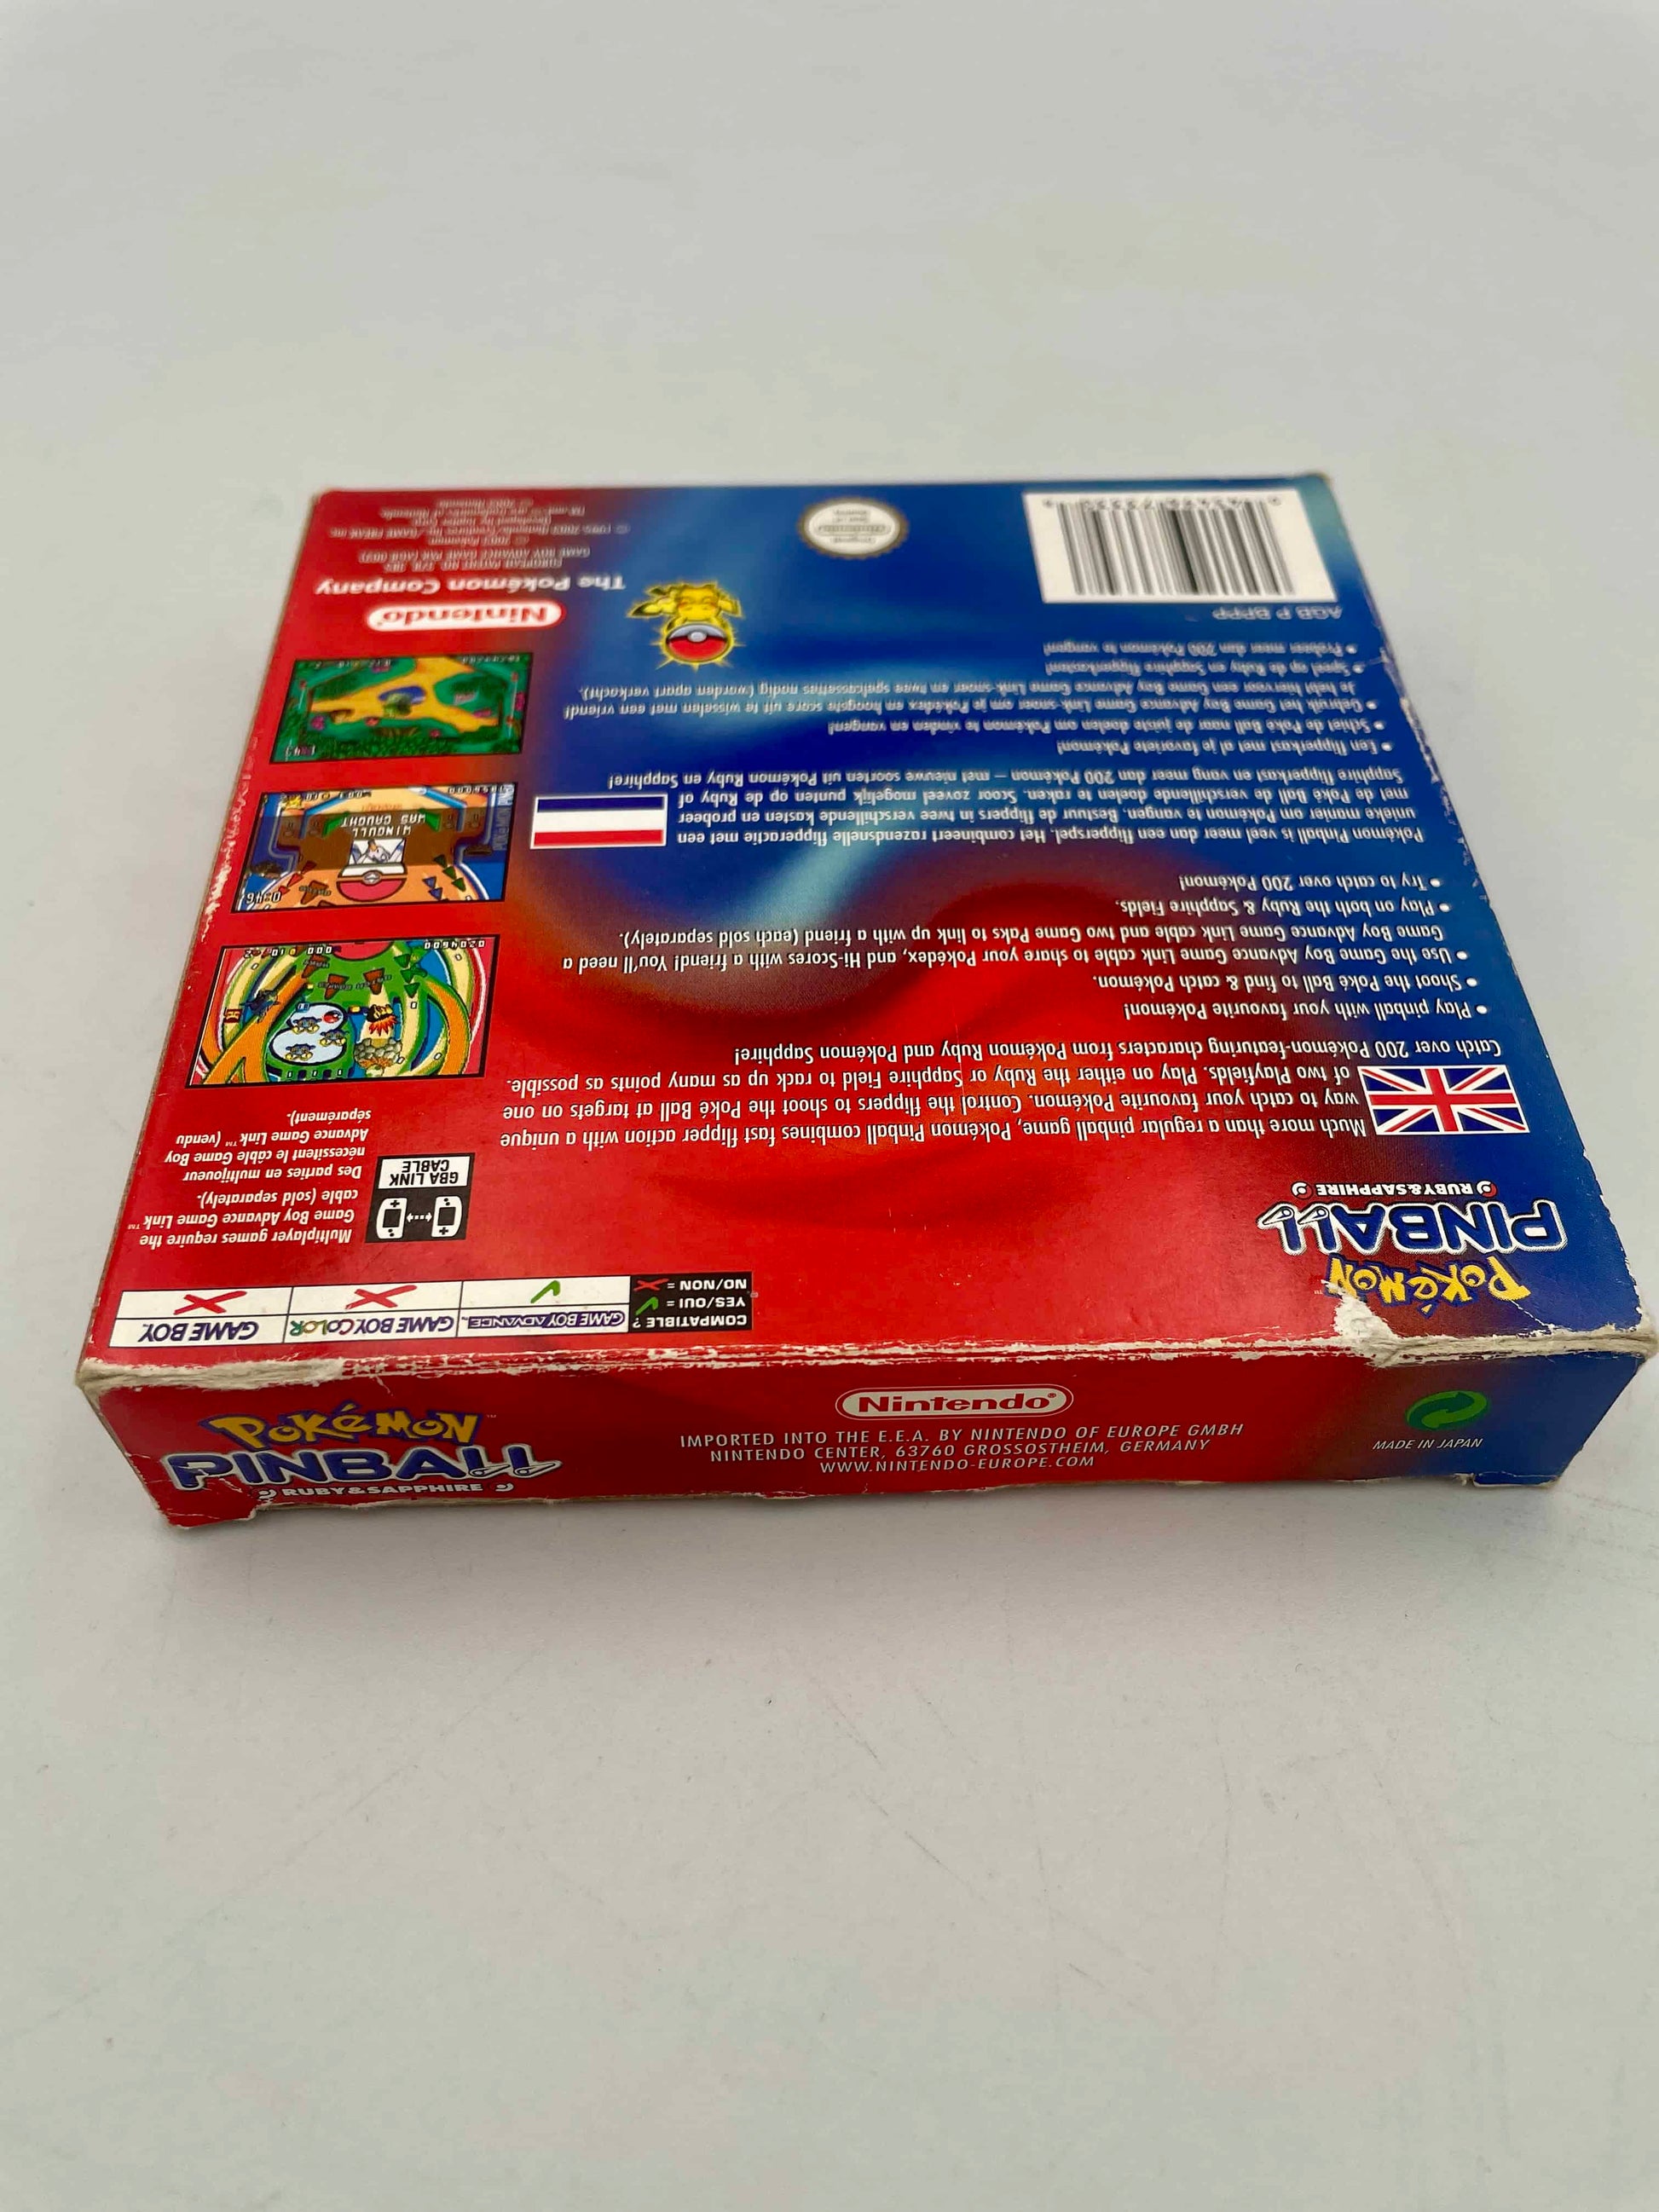 POKéMON™
PINBALL
RUBY&SAPPHIRE
Nintendo®
IMPORTED INTO THE E.E.A. BY NINTENDO OF EUROPE GMBH
NINTENDO CENTER, 63760 GROSSOSTHEIM, GERMANY
WWW.NINTENDO-EUROPE.COM
MADE IN JAPAN
COMPATIBLE ?
YES/OUI =
NO/NON =
GAME BOY ADVANCE™
GAME BOY COLOR
GAME BOY
POKéMON™
PINBALL
RUBY&SAPPHIRE
GBA LINK
CABLE
Multiplayer games require the
Game Boy Advance Game Link™
cable (sold separately).
Des parties en multijoueur
nécessitent le câble Game Boy
Advance Game Link™ (vendu
séparément).
Much more than a regular pinball game, Pokémon Pinball combines fast flipper action with a unique
way to catch your favourite Pokémon. Control the flippers to shoot the Poké Ball at targets on one
of two Playfields. Play on either the Ruby or Sapphire Field to rack up as many points as possible.
Catch over 200 Pokémon-featuring characters from Pokémon Ruby and Pokémon Sapphire!
• Play pinball with your favourite Pokémon!
• Shoot the Poké Ball to find & catch Pokémon.
• Use the Game Boy Advance Game Link cable to share your Pokédex, and Hi-Scores with a friend! You'll need a
Game Boy Advance Game Link cable and two Game Paks to link up with a friend (each sold separately).
• Play on both the Ruby & Sapphire Fields.
• Try to catch over 200 Pokémon!
Pokémon Pinball is veel meer dan een flipperspel. Het combineert razendsnelle flipperactie met een
unieke manier om Pokémon te vangen. Bestuur de flippers in twee verschillende kasten en probeer
met de Poké Ball de verschillende doelen te raken. Scoor zoveel mogelijk punten op de Ruby of
Sapphire flipperkast en vang meer dan 200 Pokémon – met nieuwe soorten uit Pokémon Ruby en Sapphire!
• Een flipperkast met al je favoriete Pokémon!
• Schiet de Poké Ball naar de juiste doelen om Pokémon te vinden en vangen!
• Gebruik het Game Boy Advance Game Link-snoer om je Pokédex en hoogste score uit te wisselen met een vriend!
Je hebt hiervoor een Game Boy Advance Game Link-snoer en twee spelcassettes nodig (worden apart verkocht).
• Speel op de Ruby en Sapphire flipperkasten!
• Probeer meer dan 200 Pokémon te vangen!
WINGULL
WAS CAUGHT
AGB P BPPP
Nintendo®
The Pokémon Company